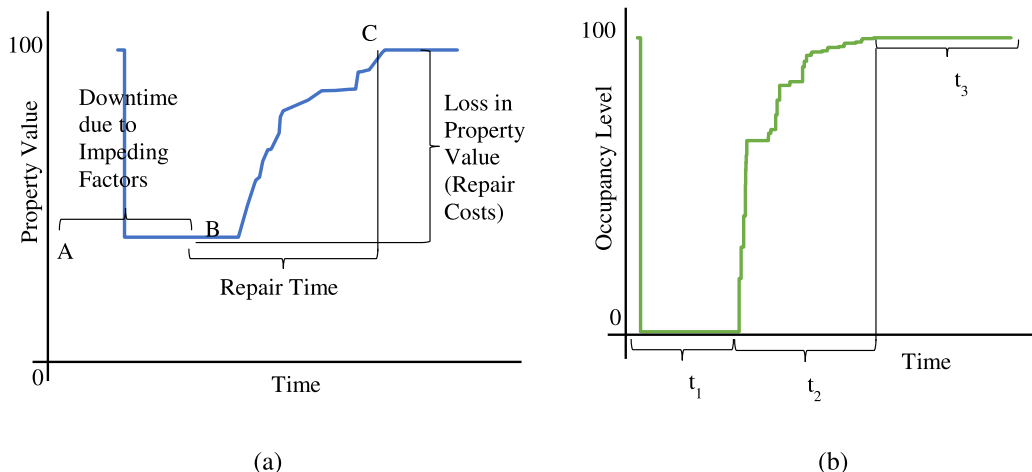 C
100
Downtime
due to
Impeding
Factors
Loss in
Property
Value
(Repair
Costs)
Property Value
A
B
Repair Time
0
Time
(a)
100
t3
Occupancy Level
0
Time
t1
t2
(b)